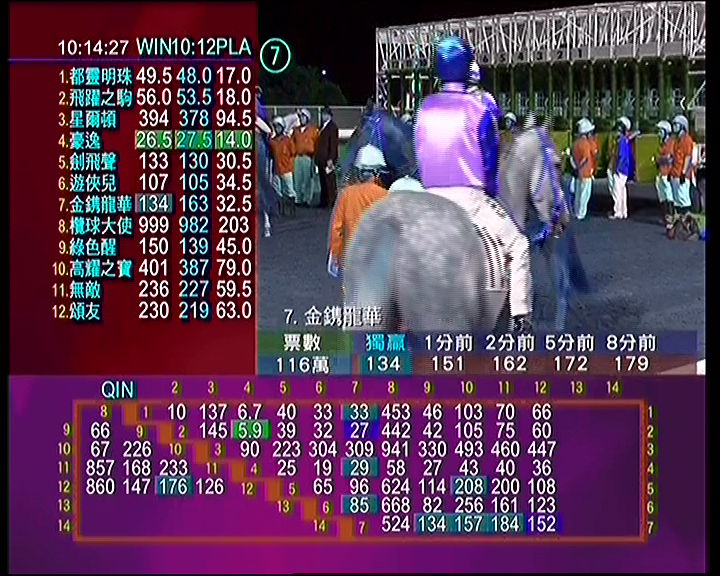 10:14:27 WIN10:12PLA
1.都靈明珠 49.5 48.0 17.0
2.飛躍之駒 56.0 53.5 18.0
3.星爾頓 394 378 94.5
4.豪逸 26.5 27.5 14.0
5.劍飛聲 133 130 30.5
6.遊俠兒 107 105 34.5
7.金鐫龍華 134 163 32.5
8.欖球大使 999 982 203
9.綠色醒 150 139 45.0
10.高耀之寶 401 387 79.0
11.無敵 236 227 59.5
12.頌友 230 219 63.0
7
7. 金鐫龍華
票數 獨贏 1分前 2分前 5分前 8分前
116萬 134 151 162 172 179
QIN 2 3 4 5 6 7 8 9 10 11 12 13 14
8 1 10 137 6.7 40 33 33 453 46 103 70 66 1
9 66 9 2 145 5.9 39 32 27 442 42 105 75 60 2
10 67 226 10 3 90 223 304 309 941 330 493 460 447 3
11 857 168 233 11 4 25 19 29 58 27 43 40 36 4
12 860 147 176 126 12 5 65 96 624 114 208 200 108 5
13 13 6 85 668 82 256 161 123 6
14 14 7 524 134 157 184 152 7